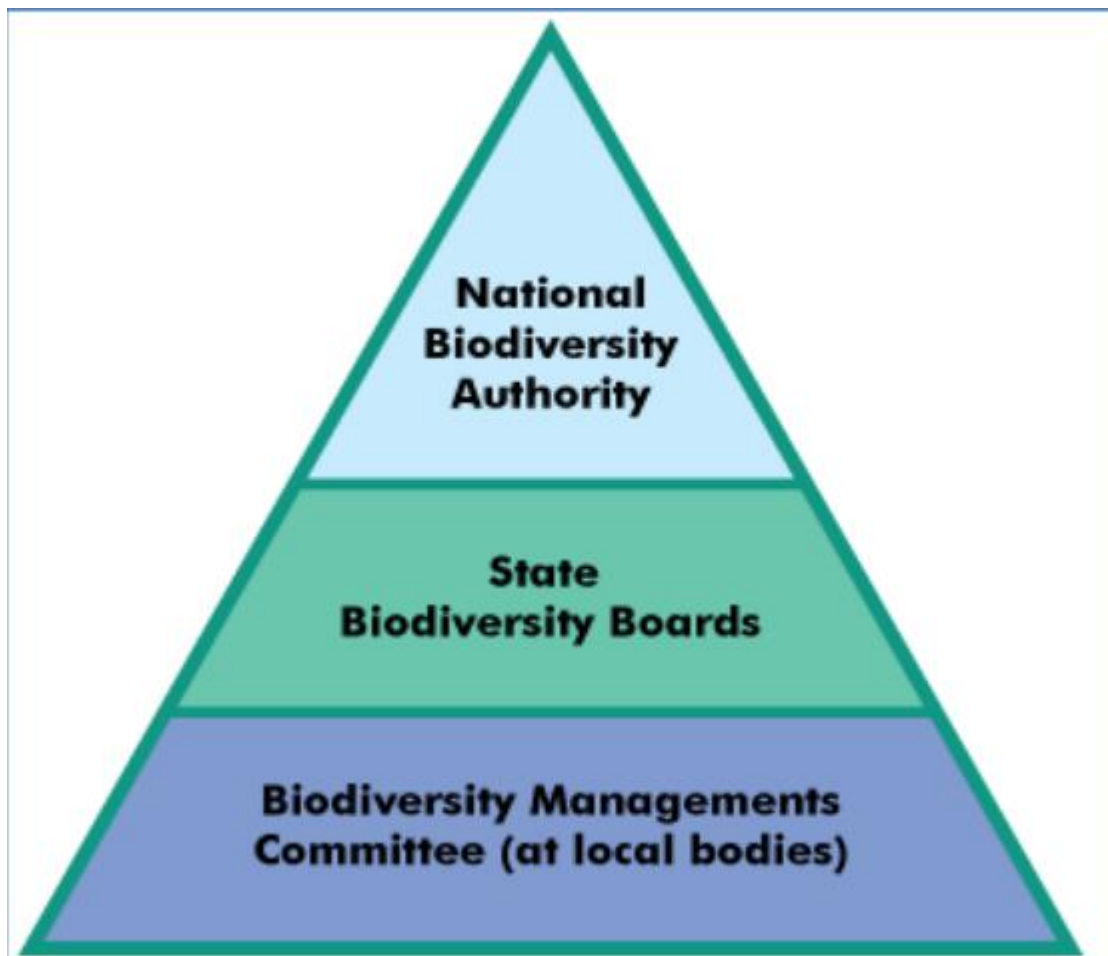 National
Biodiversity
Authority
State
Biodiversity Boards
Biodiversity Managements
Committee (at local bodies)